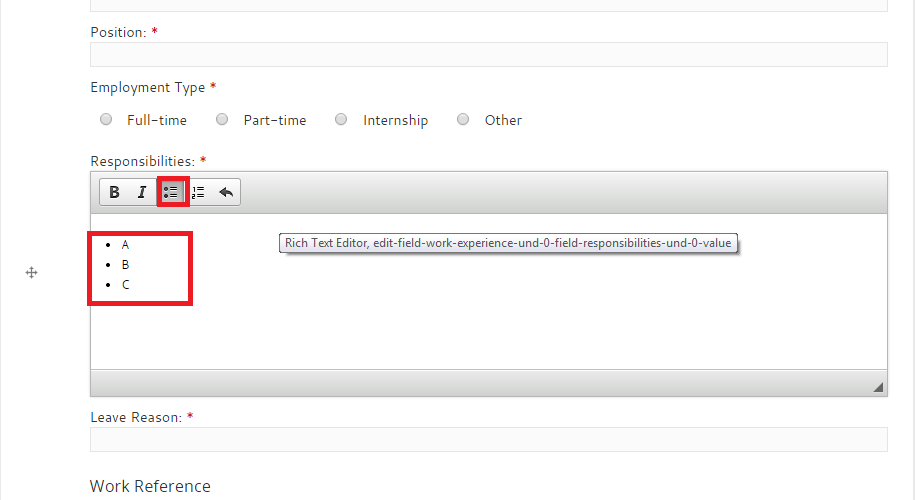 Position: *
Employment Type *
Full-time Part-time Internship Other
Responsibilities: *
B I
• A
Rich Text Editor, edit-field-work-experience-und-0-field-responsibilities-und-0-value
• B
• C
Leave Reason: *
Work Reference